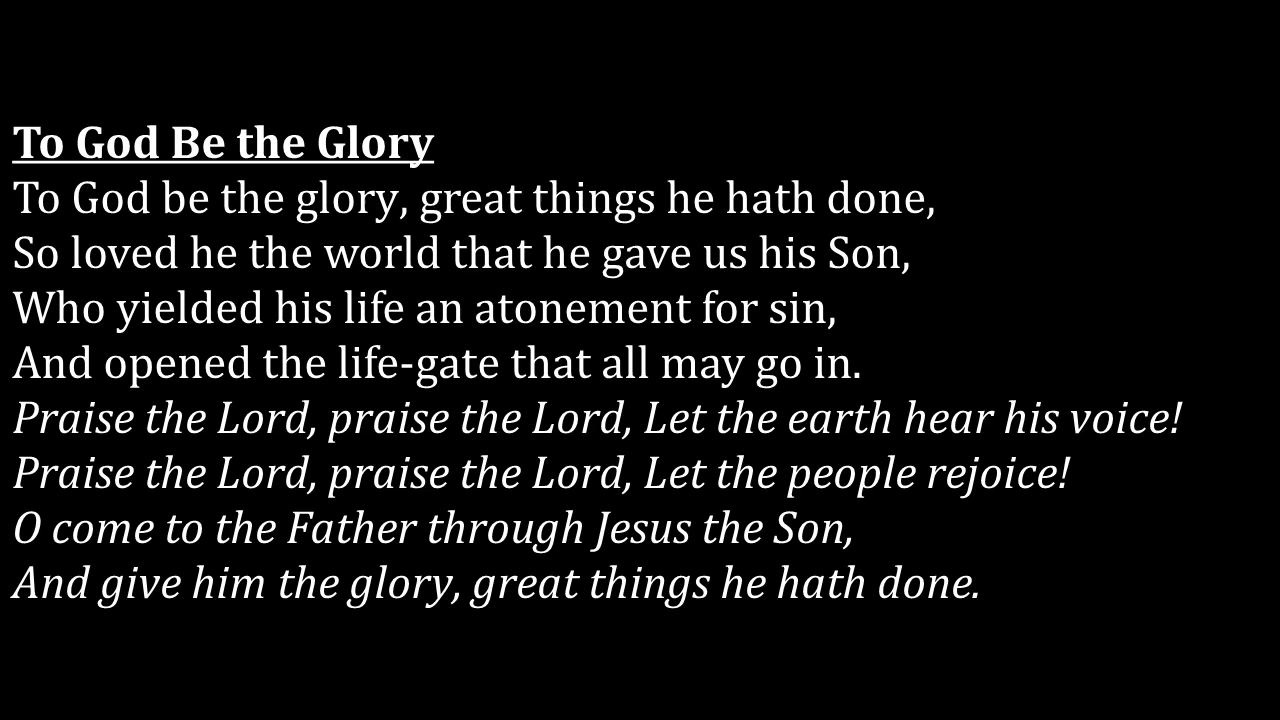 To God Be the Glory
To God be the glory, great things he hath done,
So loved he the world that he gave us his Son,
Who yielded his life an atonement for sin,
And opened the life-gate that all may go in.
Praise the Lord, praise the Lord, Let the earth hear his voice!
Praise the Lord, praise the Lord, Let the people rejoice!
O come to the Father through Jesus the Son,
And give him the glory, great things he hath done.